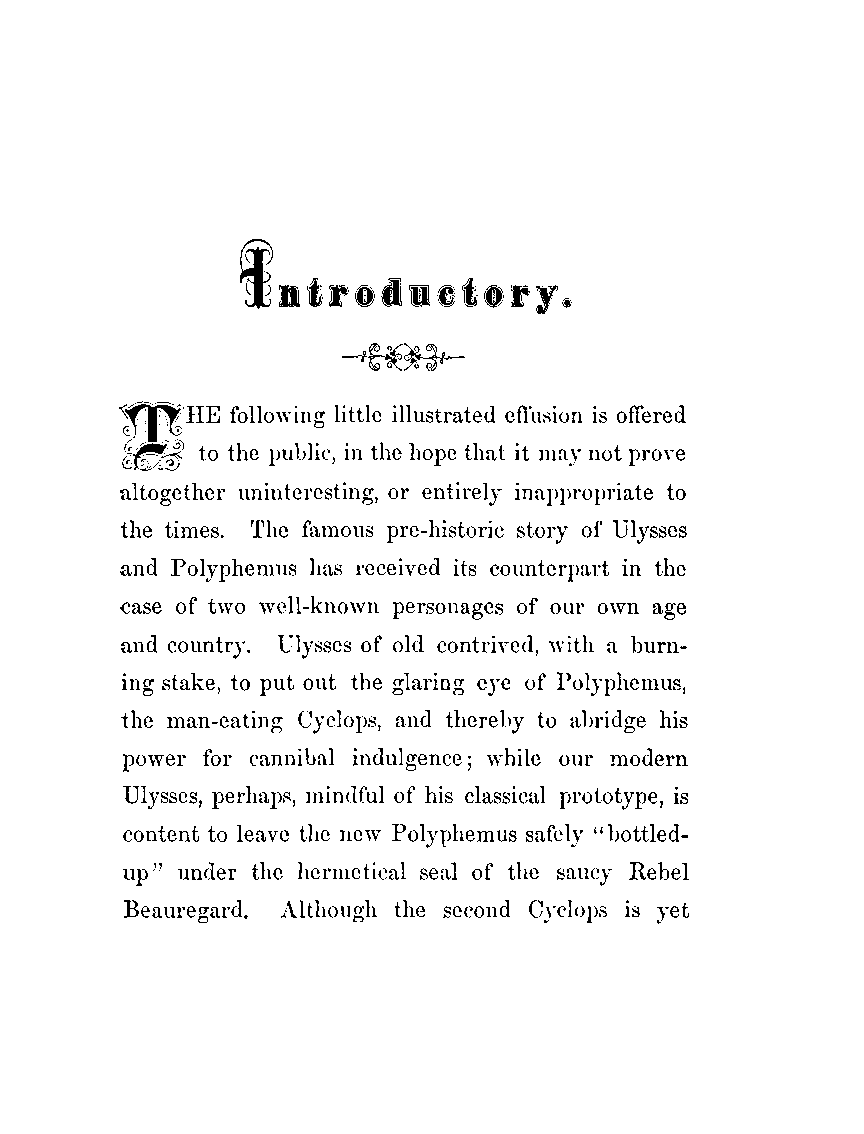 Introductory.
THE following little illustrated effusion is offered
to the public, in the hope that it may not prove
altogether uninteresting, or entirely inappropriate to
the times. The famous pre-historic story of Ulysses
and Polyphemus has received its counterpart in the
case of two well-known personages of our own age
and country. Ulysses of old contrived, with a burn-
ing stake, to put out the glaring eye of Polyphemus,
the man-eating Cyclops, and thereby to abridge his
power for cannibal indulgence; while our modern
Ulysses, perhaps, mindful of his classical prototype, is
content to leave the new Polyphemus safely “bottled-
up” under the hermetical seal of the saucy Rebel
Beauregard. Although the second Cyclops is yet